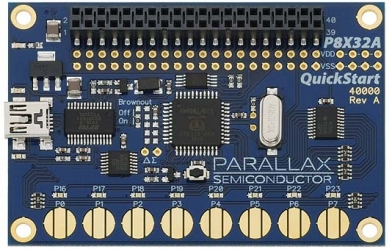 2
40
1
39
P8X32A
VDD
VSS
QuickStart
40000
Rev A
Brownout
Off
On
ΔΣ
PARALLAX
SEMICONDUCTOR
P16 P17 P18 P19 P20 P21 P22 P23
P0 P1 P2 P3 P4 P5 P6 P7